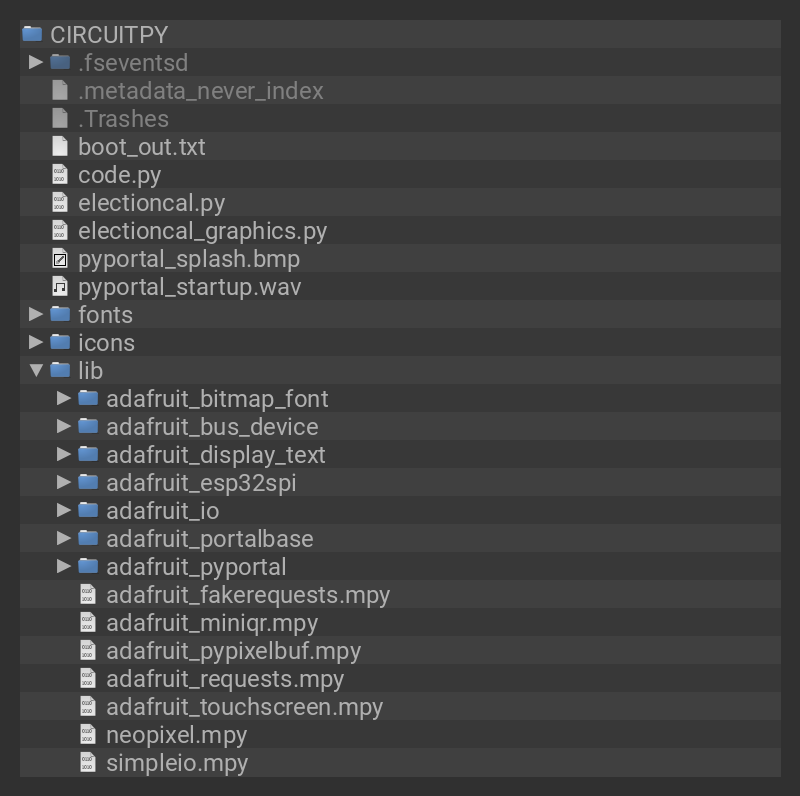 CIRCUITPY
.fseventsd
.metadata_never_index
.Trashes
boot_out.txt
code.py
electioncal.py
electioncal_graphics.py
pyportal_splash.bmp
pyportal_startup.wav
fonts
icons
lib
adafruit_bitmap_font
adafruit_bus_device
adafruit_display_text
adafruit_esp32spi
adafruit_io
adafruit_portalbase
adafruit_pyportal
adafruit_fakerequests.mpy
adafruit_miniqr.mpy
adafruit_pypixelbuf.mpy
adafruit_requests.mpy
adafruit_touchscreen.mpy
neopixel.mpy
simpleio.mpy